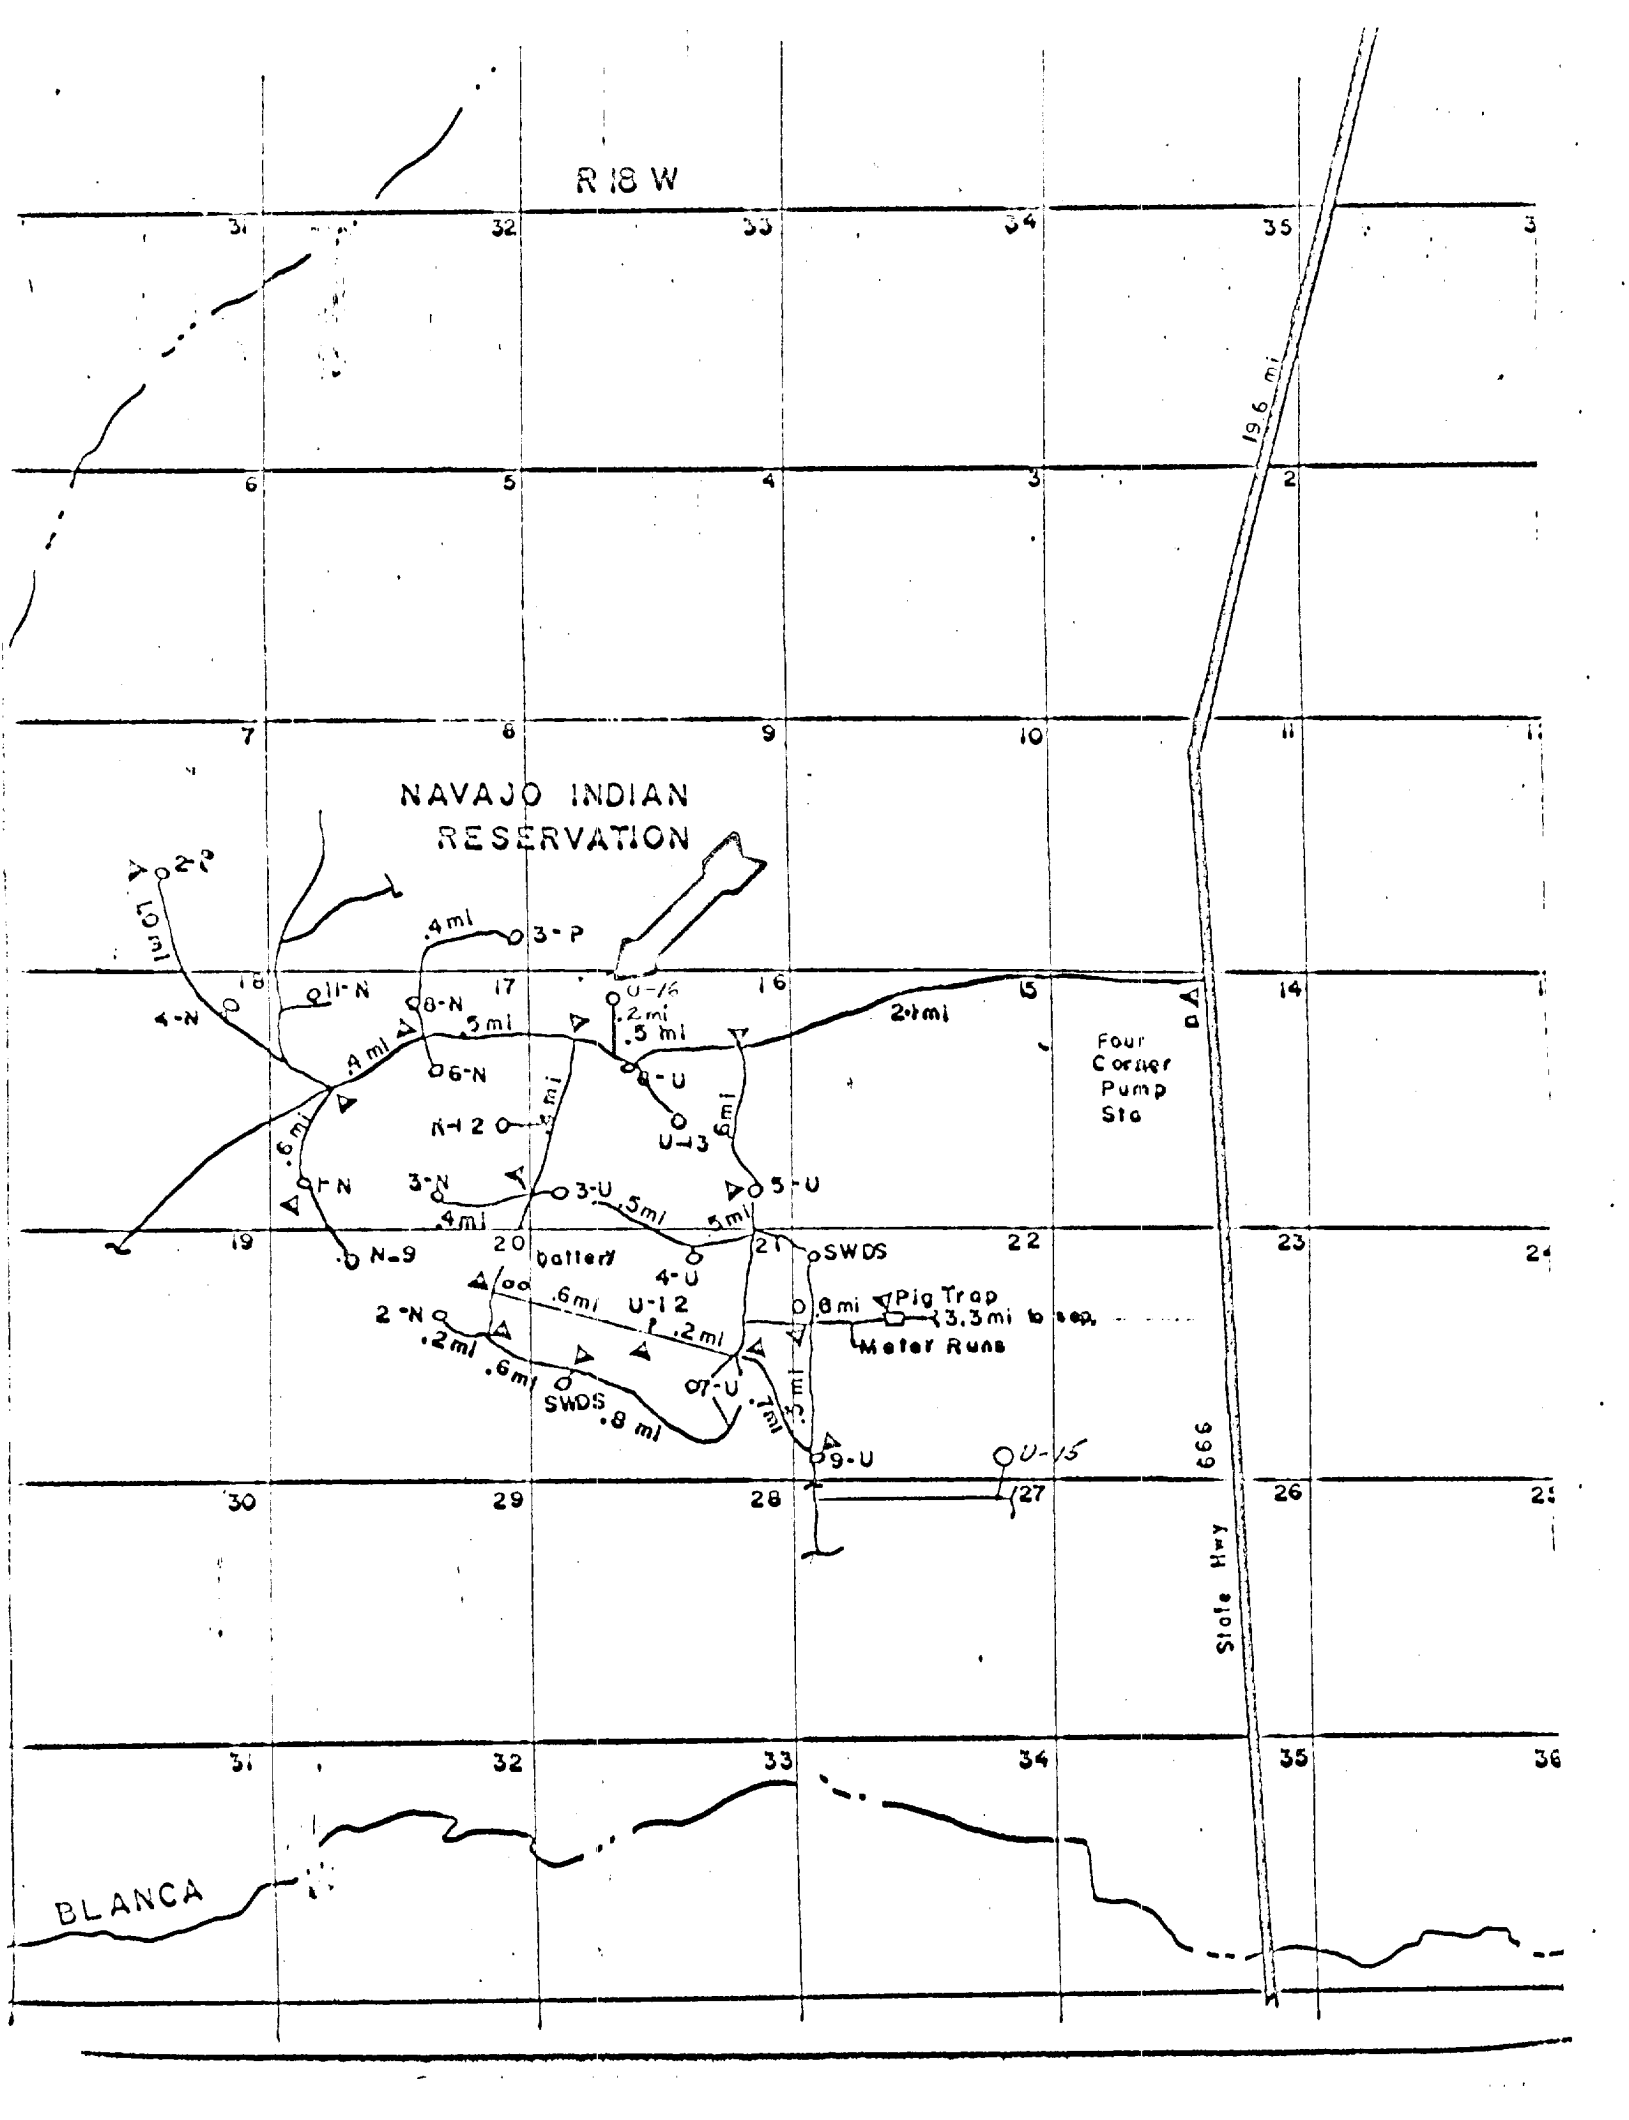 R 18 W
31 32 33 34 35 3
19.6 mi
6 5 4 3 2
7 8 9 10 11
NAVAJO INDIAN
RESERVATION
2-P
1.0 mi
.4 mi
3-P
18 17 16 15 14
11-N
8-N
U-16
4-N
.5 mi
.2 mi
.5 mi
.4 mi
6-N
8-U
Four
Corner
Pump
Sta
N-12
U-13
.6 mi
.6 mi
1-N
3-N
3-U
5-U
.4 mi
.5 mi
.5 mi
19 20 21 22 23 24
N-9
battery
4-U
SWDS
.6 mi
U-12
.8 mi
Pig Trap
3.3 mi to sep.
2-N
.2 mi
.2 mi
Meter Runs
.6 mi
SWDS
.8 mi
7-U
.7 mi
.5 mi
9-U
U-15
State Hwy 666
30 29 28 27 26
31 32 33 34 35 36
BLANCA